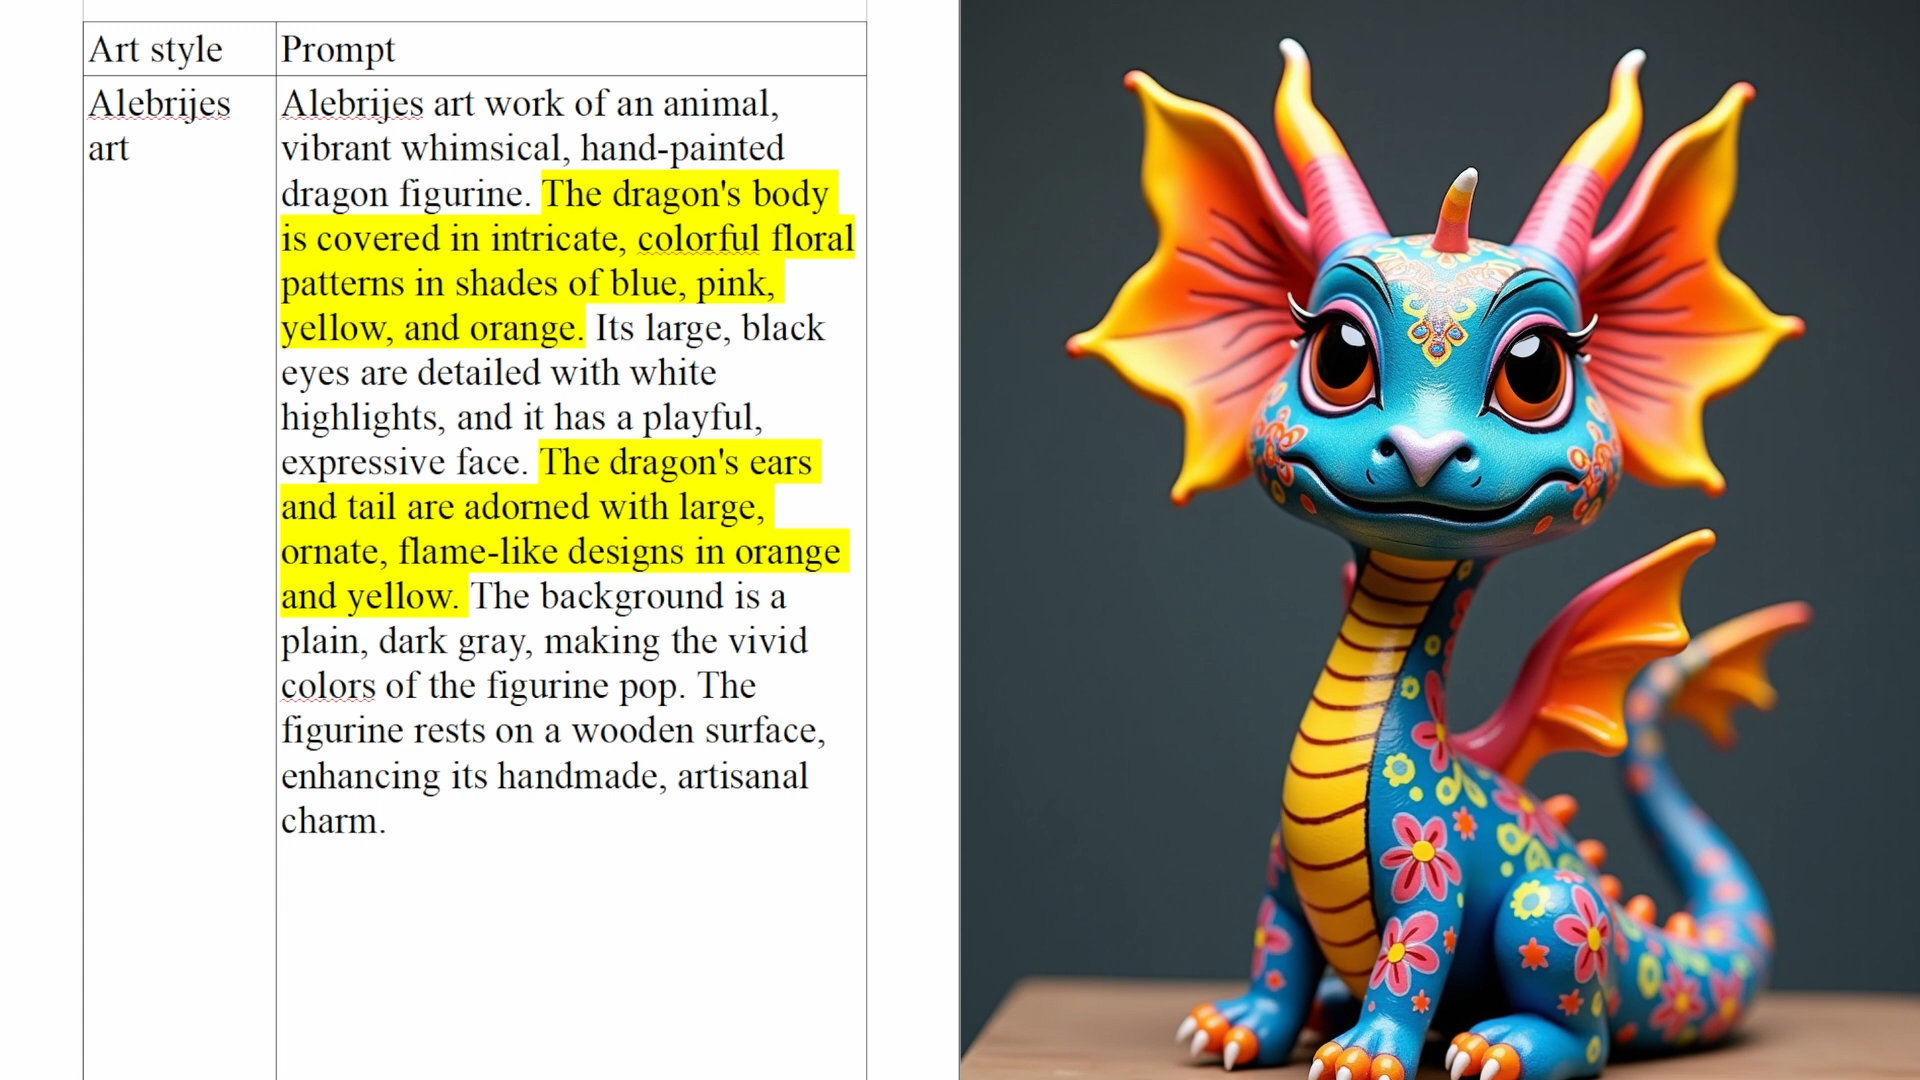 Art style
Prompt
Alebrijes
art
Alebrijes art work of an animal,
vibrant whimsical, hand-painted
dragon figurine. The dragon's body
is covered in intricate, colorful floral
patterns in shades of blue, pink,
yellow, and orange. Its large, black
eyes are detailed with white
highlights, and it has a playful,
expressive face. The dragon's ears
and tail are adorned with large,
ornate, flame-like designs in orange
and yellow. The background is a
plain, dark gray, making the vivid
colors of the figurine pop. The
figurine rests on a wooden surface,
enhancing its handmade, artisanal
charm.